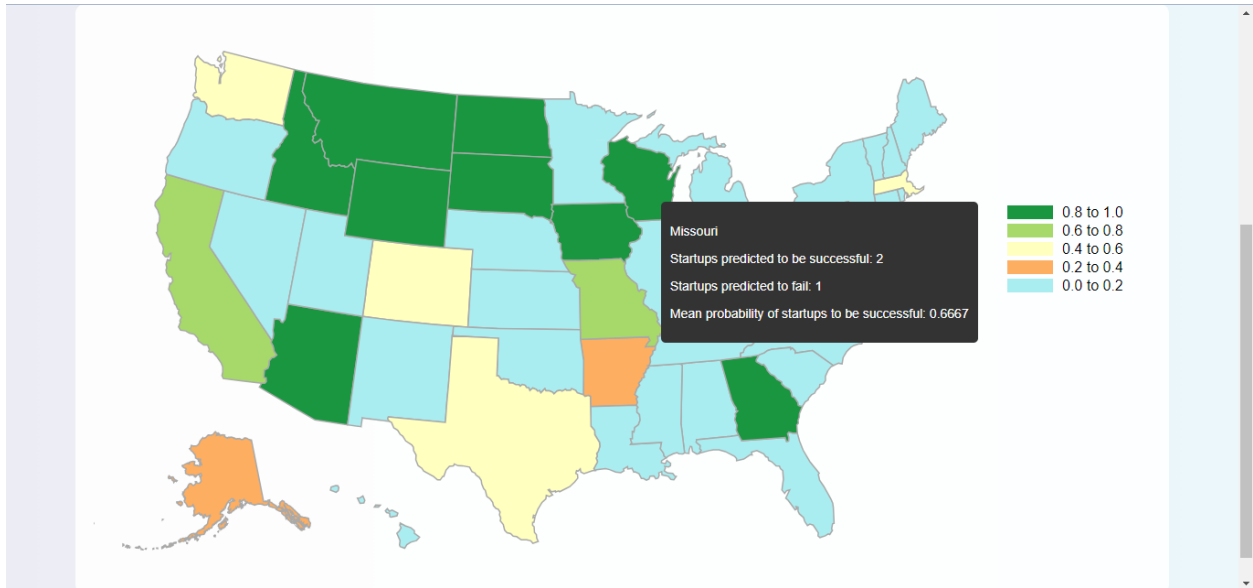 Missouri
Startups predicted to be successful: 2
Startups predicted to fail: 1
Mean probability of startups to be successful: 0.6667
0.8 to 1.0
0.6 to 0.8
0.4 to 0.6
0.2 to 0.4
0.0 to 0.2